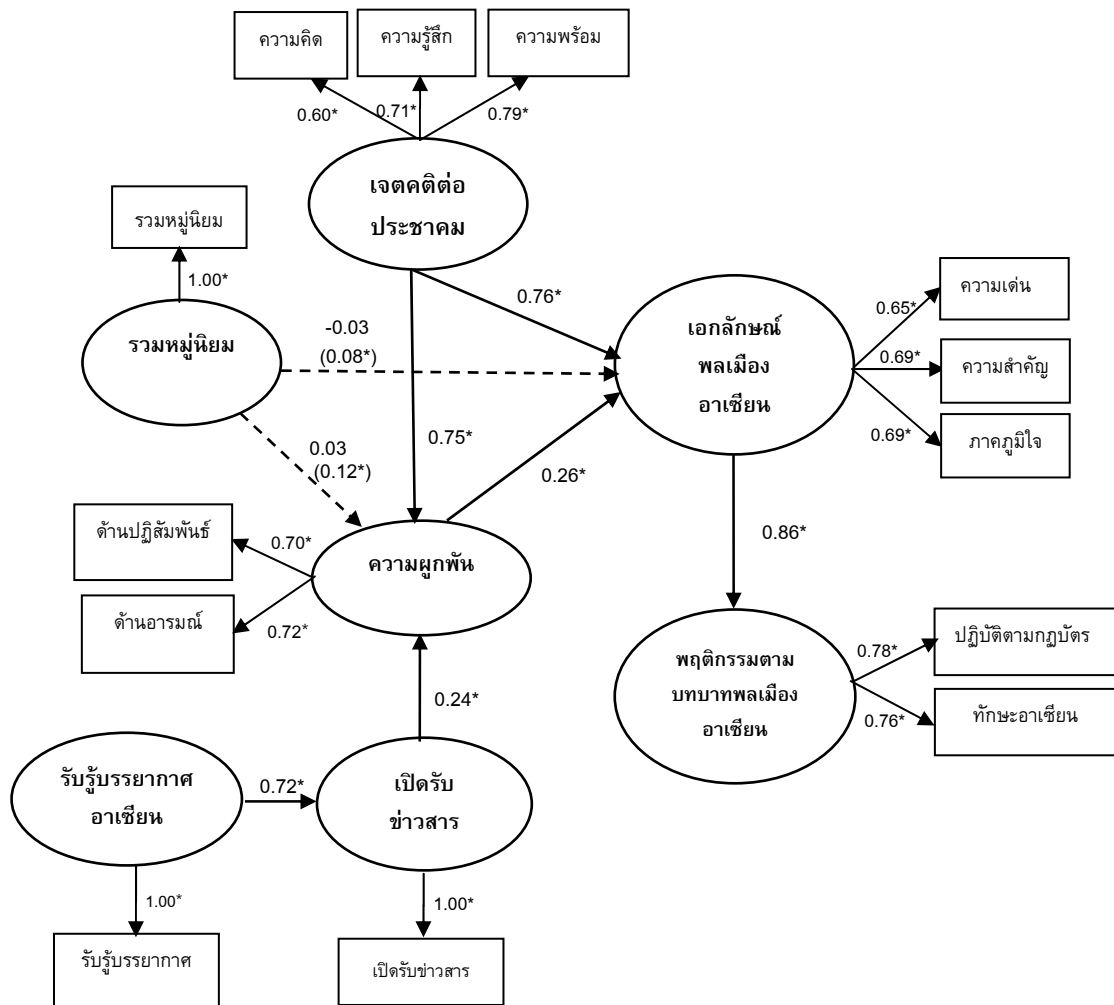 ความคิด
ความรู้สึก
ความพร้อม
0.60*
0.71*
0.79*
เจตคติต่อ
ประชาคม
รวมหมู่นิยม
1.00*
รวมหมู่นิยม
-0.03
(0.08*)
0.76*
เอกลักษณ์
พลเมือง
อาเซียน
0.65*
ความเด่น
0.69*
ความสำคัญ
0.69*
ภาคภูมิใจ
0.03
(0.12*)
0.75*
0.26*
ด้านปฏิสัมพันธ์
0.70*
ด้านอารมณ์
0.72*
ความผูกพัน
0.86*
0.24*
พฤติกรรมตาม
บทบาทพลเมือง
อาเซียน
0.78*
ปฏิบัติตามกฏบัตร
0.76*
ทักษะอาเซียน
รับรู้บรรยากาศ
อาเซียน
0.72*
เปิดรับ
ข่าวสาร
1.00*
1.00*
รับรู้บรรยากาศ
เปิดรับข่าวสาร